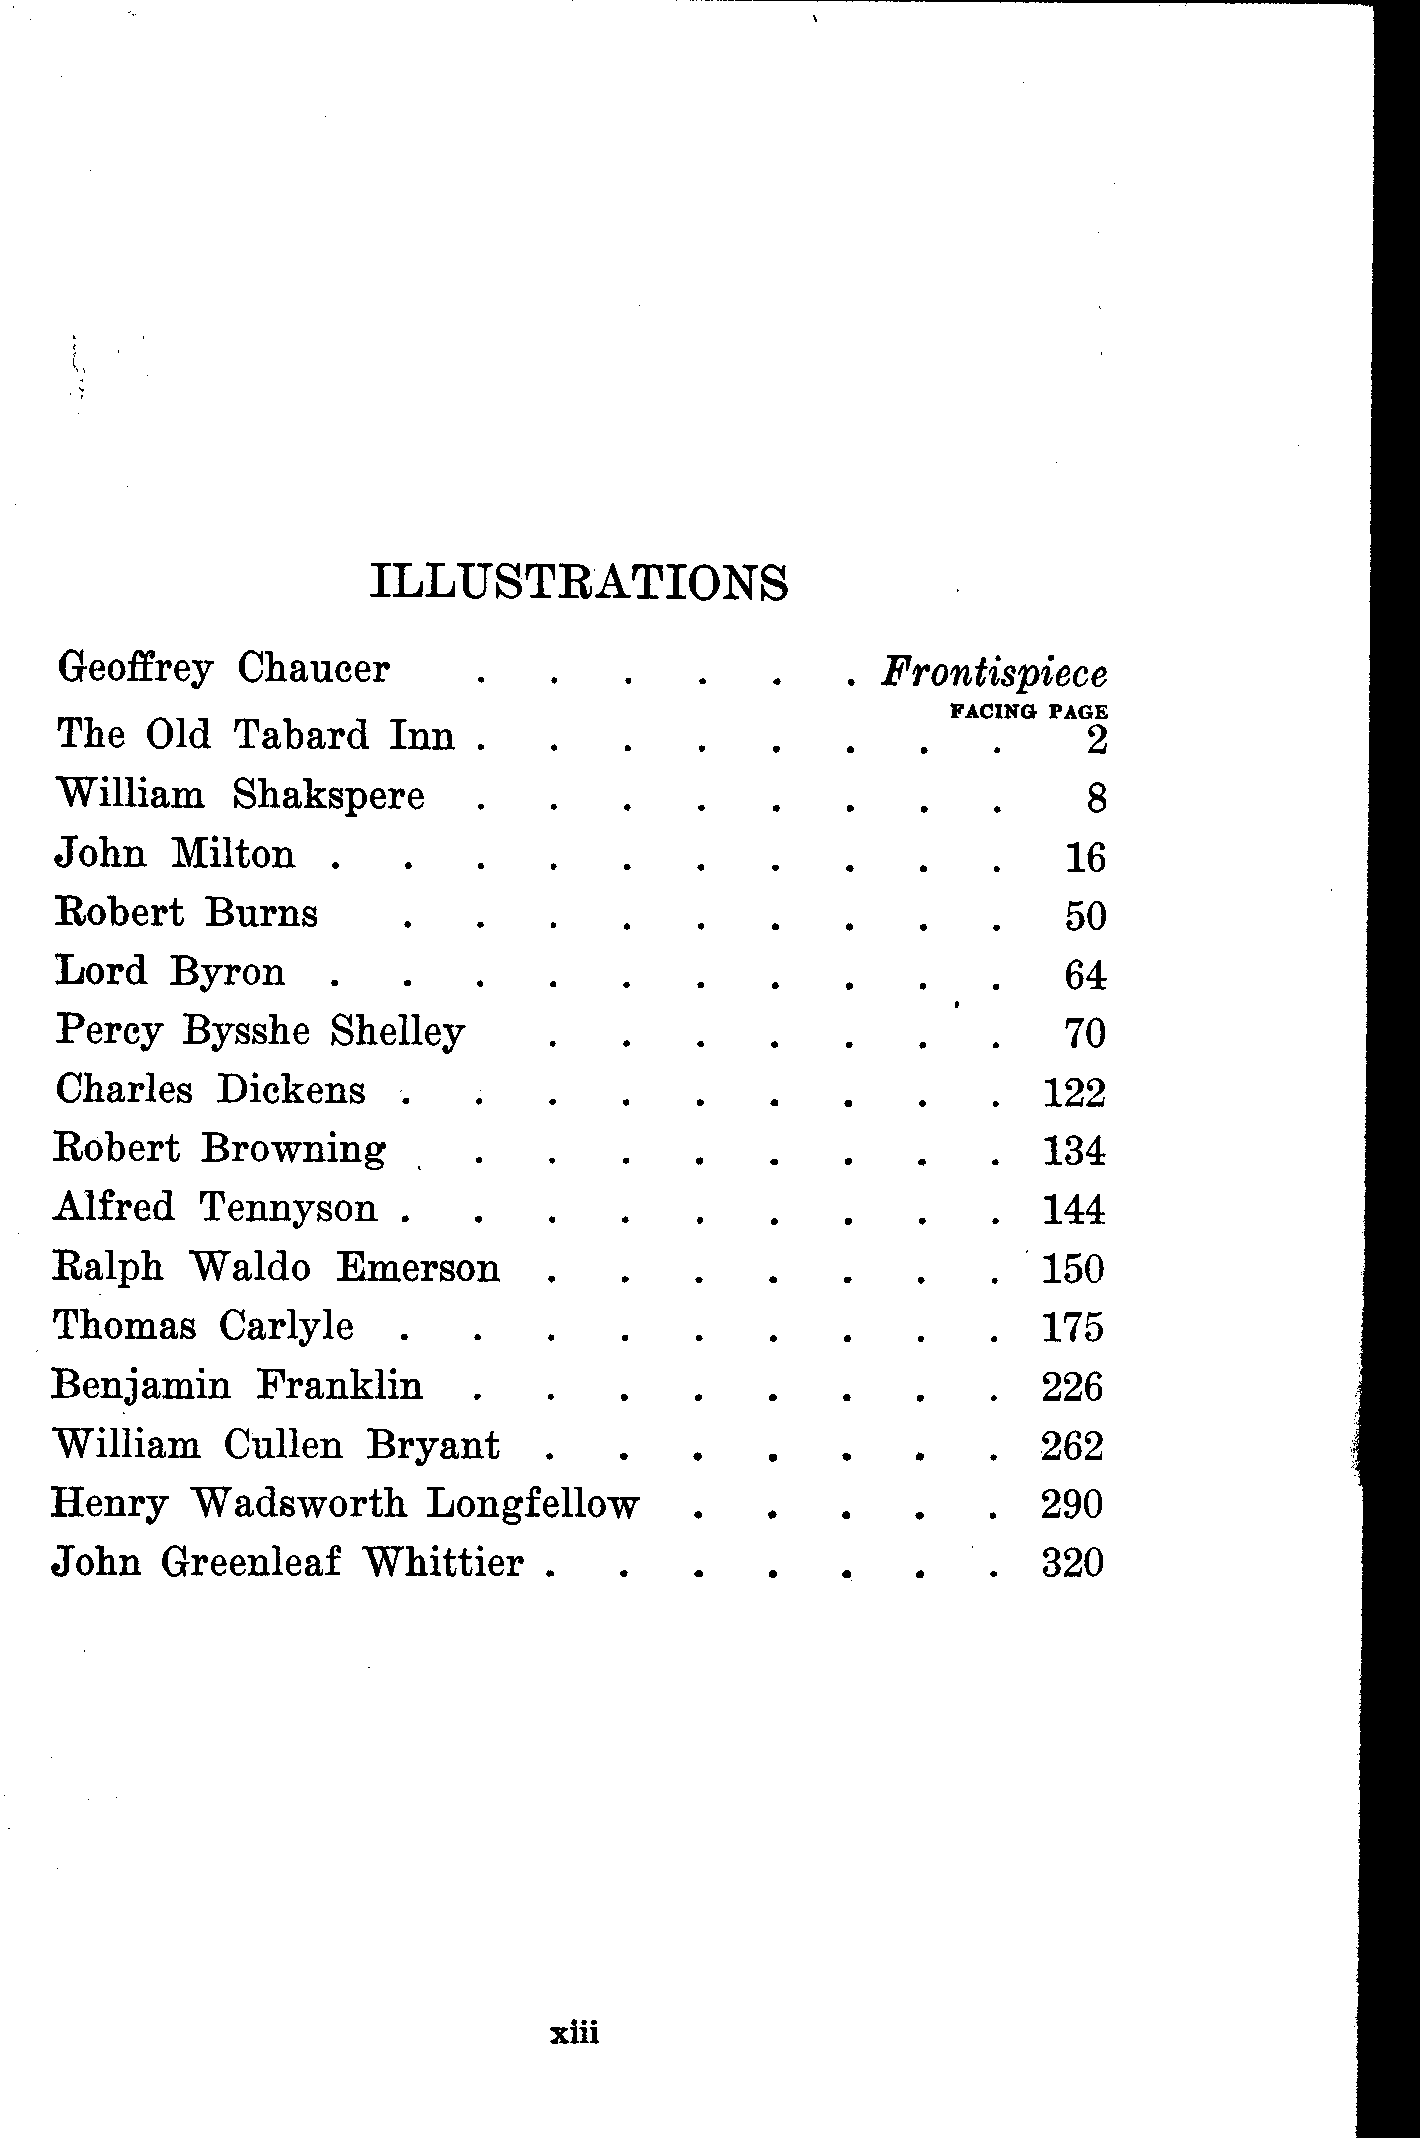 ILLUSTRATIONS
Geoffrey Chaucer . . . . . . Frontispiece
FACING PAGE
The Old Tabard Inn . . . . . . . . 2
William Shakspere . . . . . . . . 8
John Milton . . . . . . . . . . 16
Robert Burns . . . . . . . . . 50
Lord Byron . . . . . . . . . . 64
Percy Bysshe Shelley . . . . . . . 70
Charles Dickens . . . . . . . . . 122
Robert Browning . . . . . . . . . 134
Alfred Tennyson . . . . . . . . . 144
Ralph Waldo Emerson . . . . . . . 150
Thomas Carlyle . . . . . . . . . 175
Benjamin Franklin . . . . . . . . 226
William Cullen Bryant . . . . . . . 262
Henry Wadsworth Longfellow . . . . . 290
John Greenleaf Whittier . . . . . . . 320
xiii